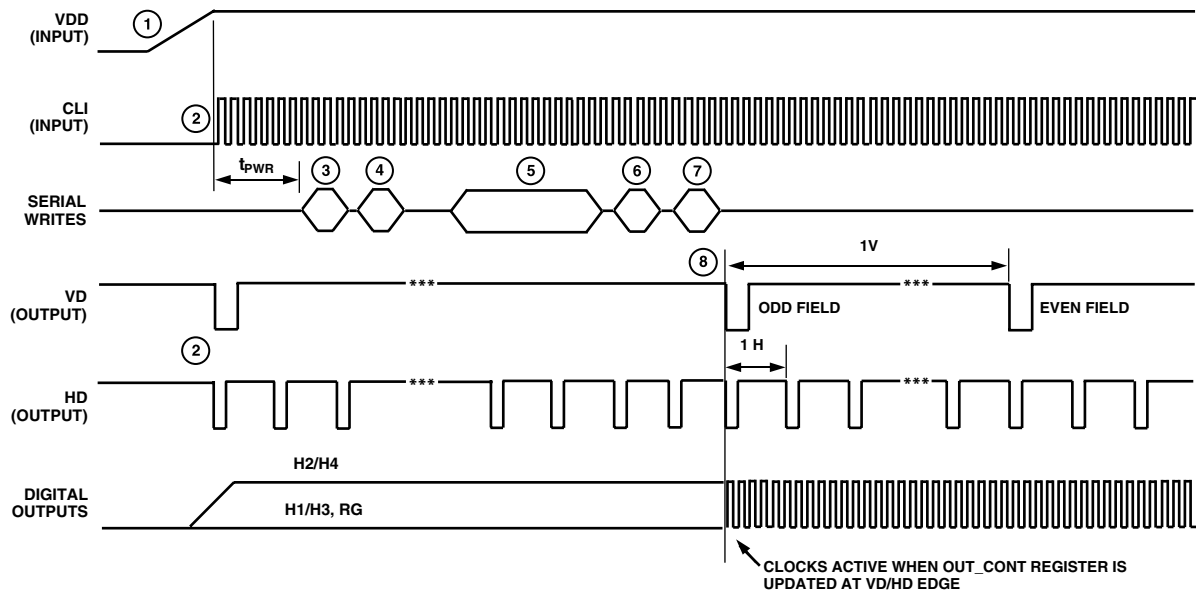 VDD
(INPUT)
1
CLI
(INPUT)
2
tPWR
SERIAL
WRITES
3
4
5
6
7
8
1V
VD
(OUTPUT)
***
***
ODD FIELD
EVEN FIELD
2
1 H
HD
(OUTPUT)
***
***
H2/H4
DIGITAL
OUTPUTS
H1/H3, RG
CLOCKS ACTIVE WHEN OUT_CONT REGISTER IS
UPDATED AT VD/HD EDGE